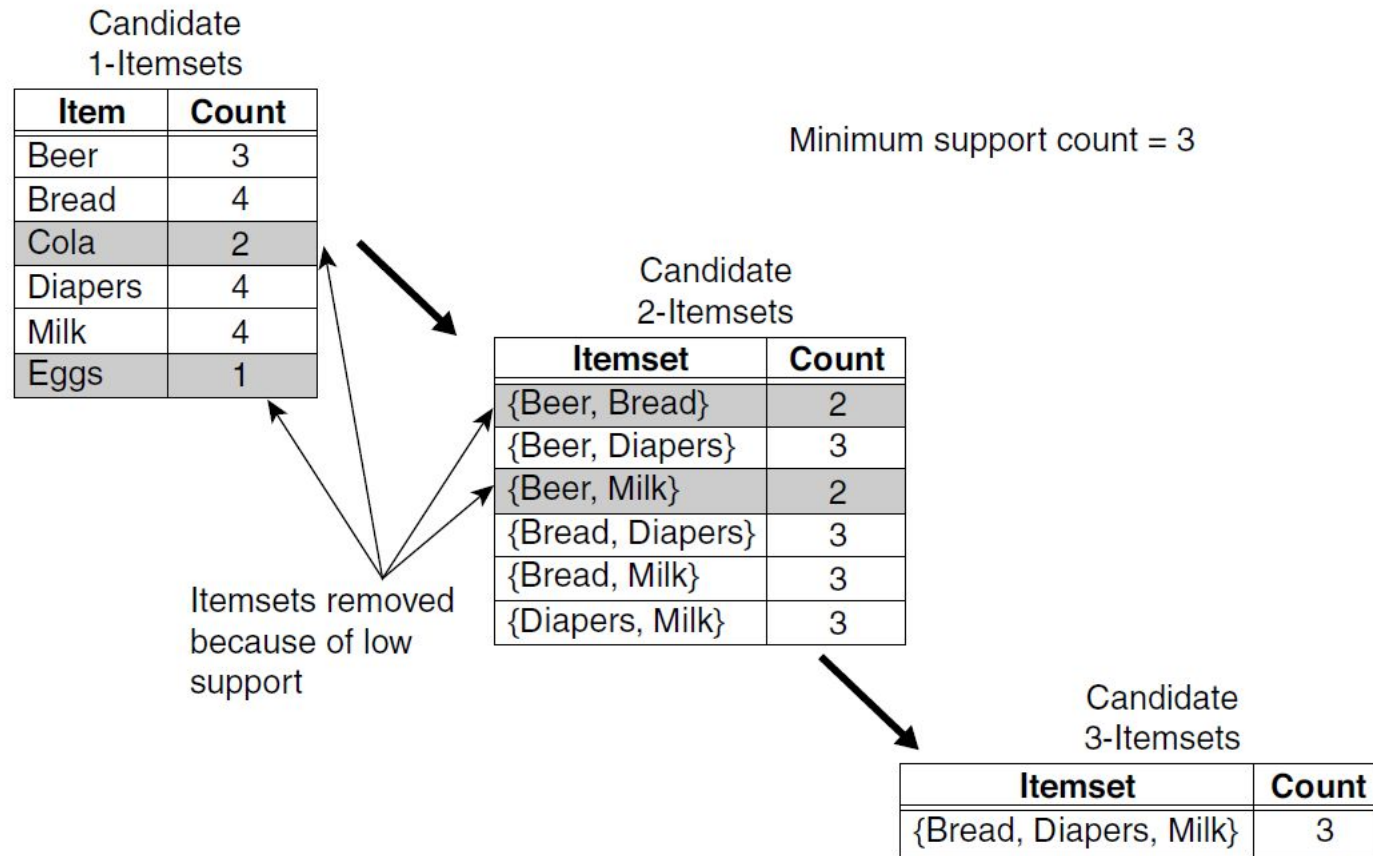 Candidate
1-Itemsets
Item Count
Beer 3
Bread 4
Cola 2
Diapers 4
Milk 4
Eggs 1
Minimum support count = 3
Candidate
2-Itemsets
Itemset Count
{Beer, Bread} 2
{Beer, Diapers} 3
{Beer, Milk} 2
{Bread, Diapers} 3
{Bread, Milk} 3
{Diapers, Milk} 3
Itemsets removed
because of low
support
Candidate
3-Itemsets
Itemset Count
{Bread, Diapers, Milk} 3